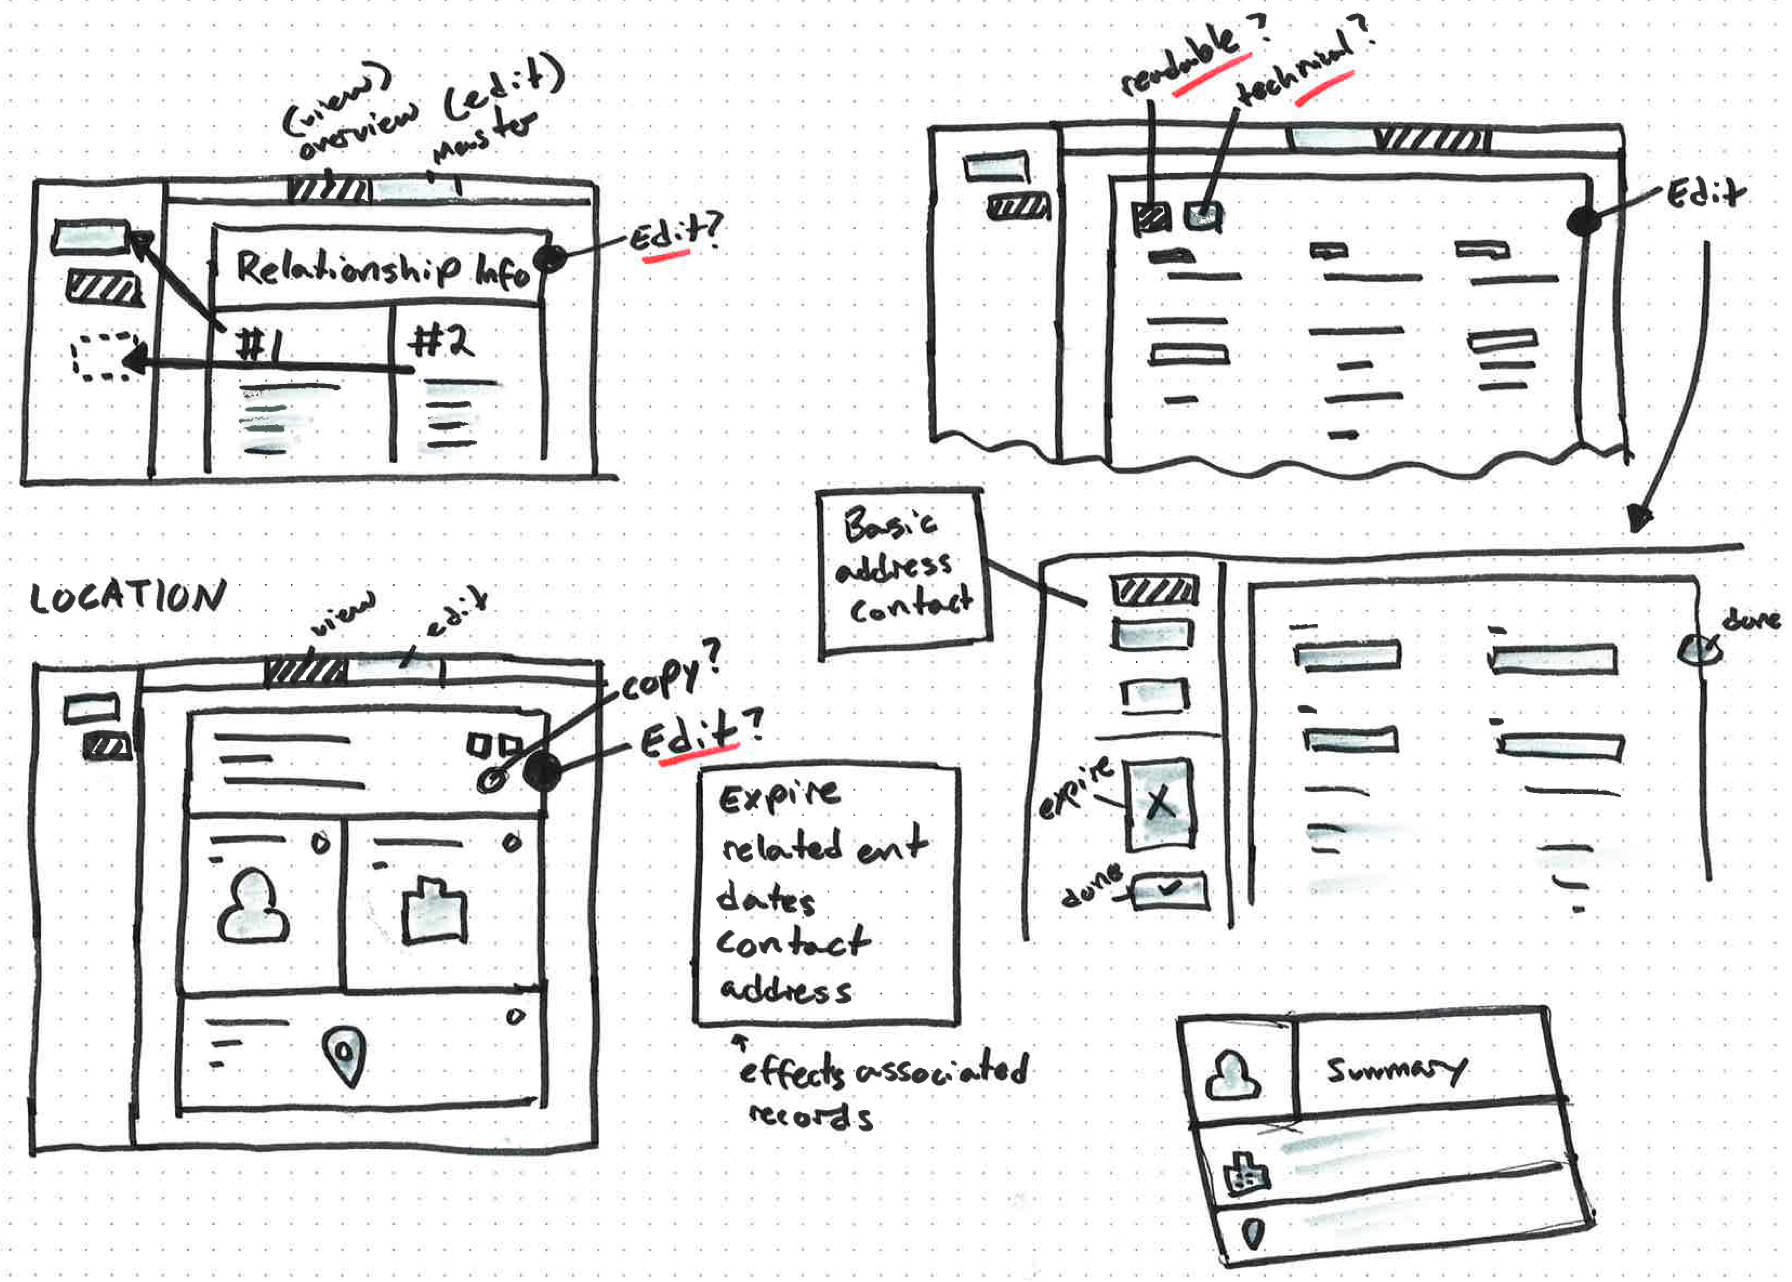 (view)
overview
(edit)
Master
Edit?
Relationship Info
#1
#2
readable?
technical?
Edit
LOCATION
view
edit
copy?
Edit?
Basic
address
contact
done
expire
X
done
Expire
related ent
dates
contact
address
effects associated
records
Summary